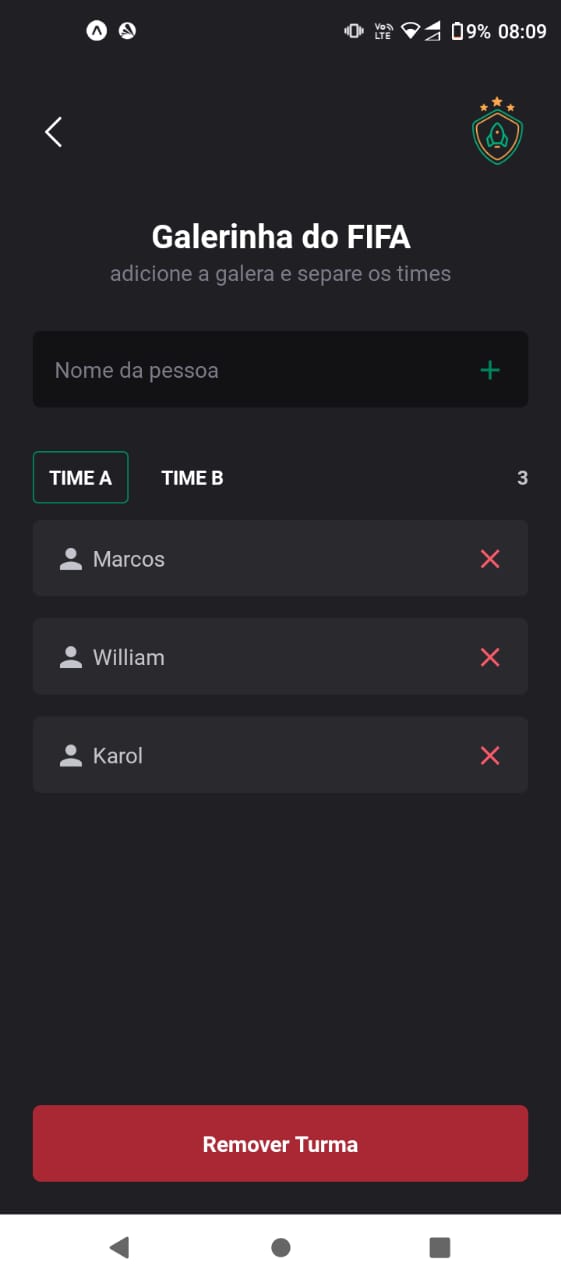 Vo)) LTE 9% 08:09
Galerinha do FIFA
adicione a galera e separe os times
Nome da pessoa
TIME A TIME B 3
Marcos
William
Karol
Remover Turma